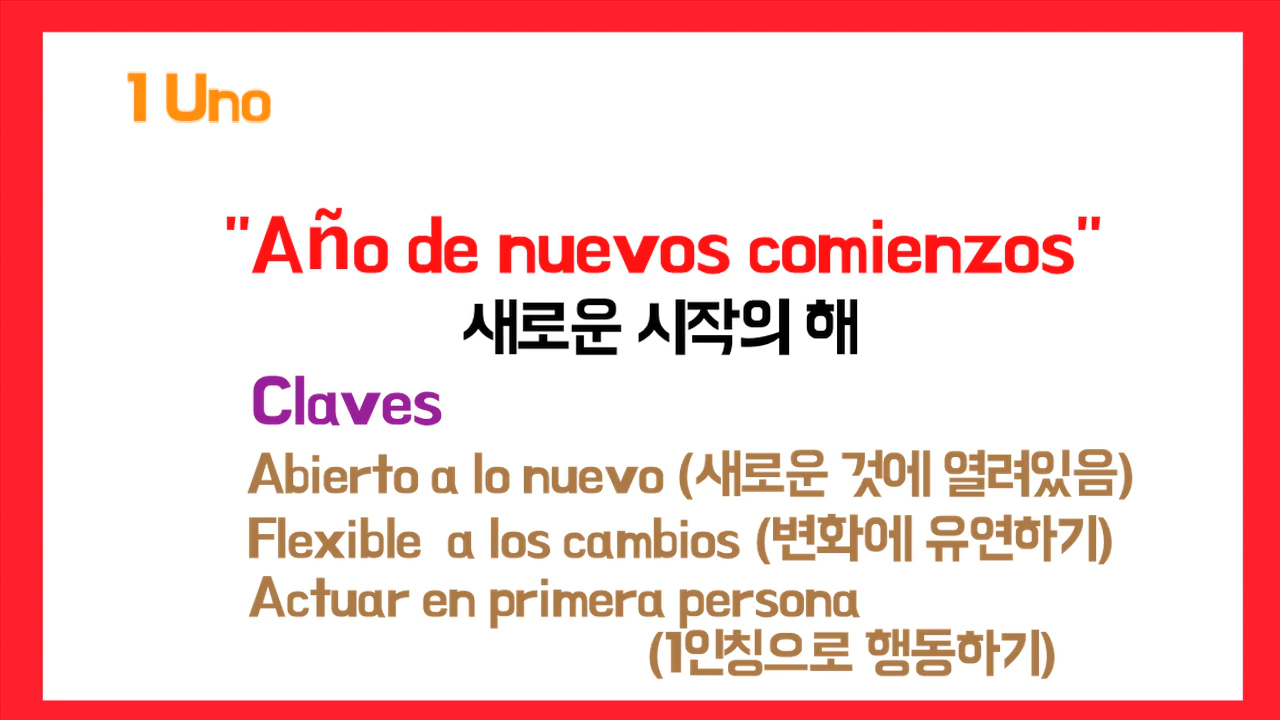 1 Uno
"Año de nuevos comienzos"
새로운 시작의 해
Claves
Abierto a lo nuevo (새로운 것에 열려있음)
Flexible a los cambios (변화에 유연하기)
Actuar en primera persona
(1인칭으로 행동하기)